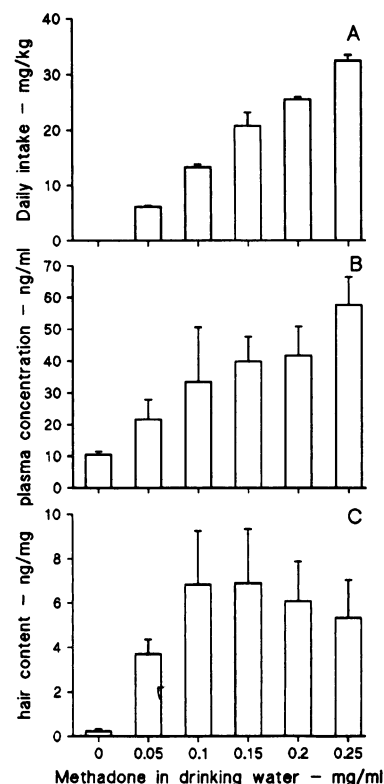 A
Daily intake – mg/kg
40
30
20
10
0
B
plasma concentration – ng/ml
70
60
50
40
30
20
10
0
C
hair content – ng/mg
10
8
6
4
2
0
0 0.05 0.1 0.15 0.2 0.25
Methadone in drinking water – mg/ml